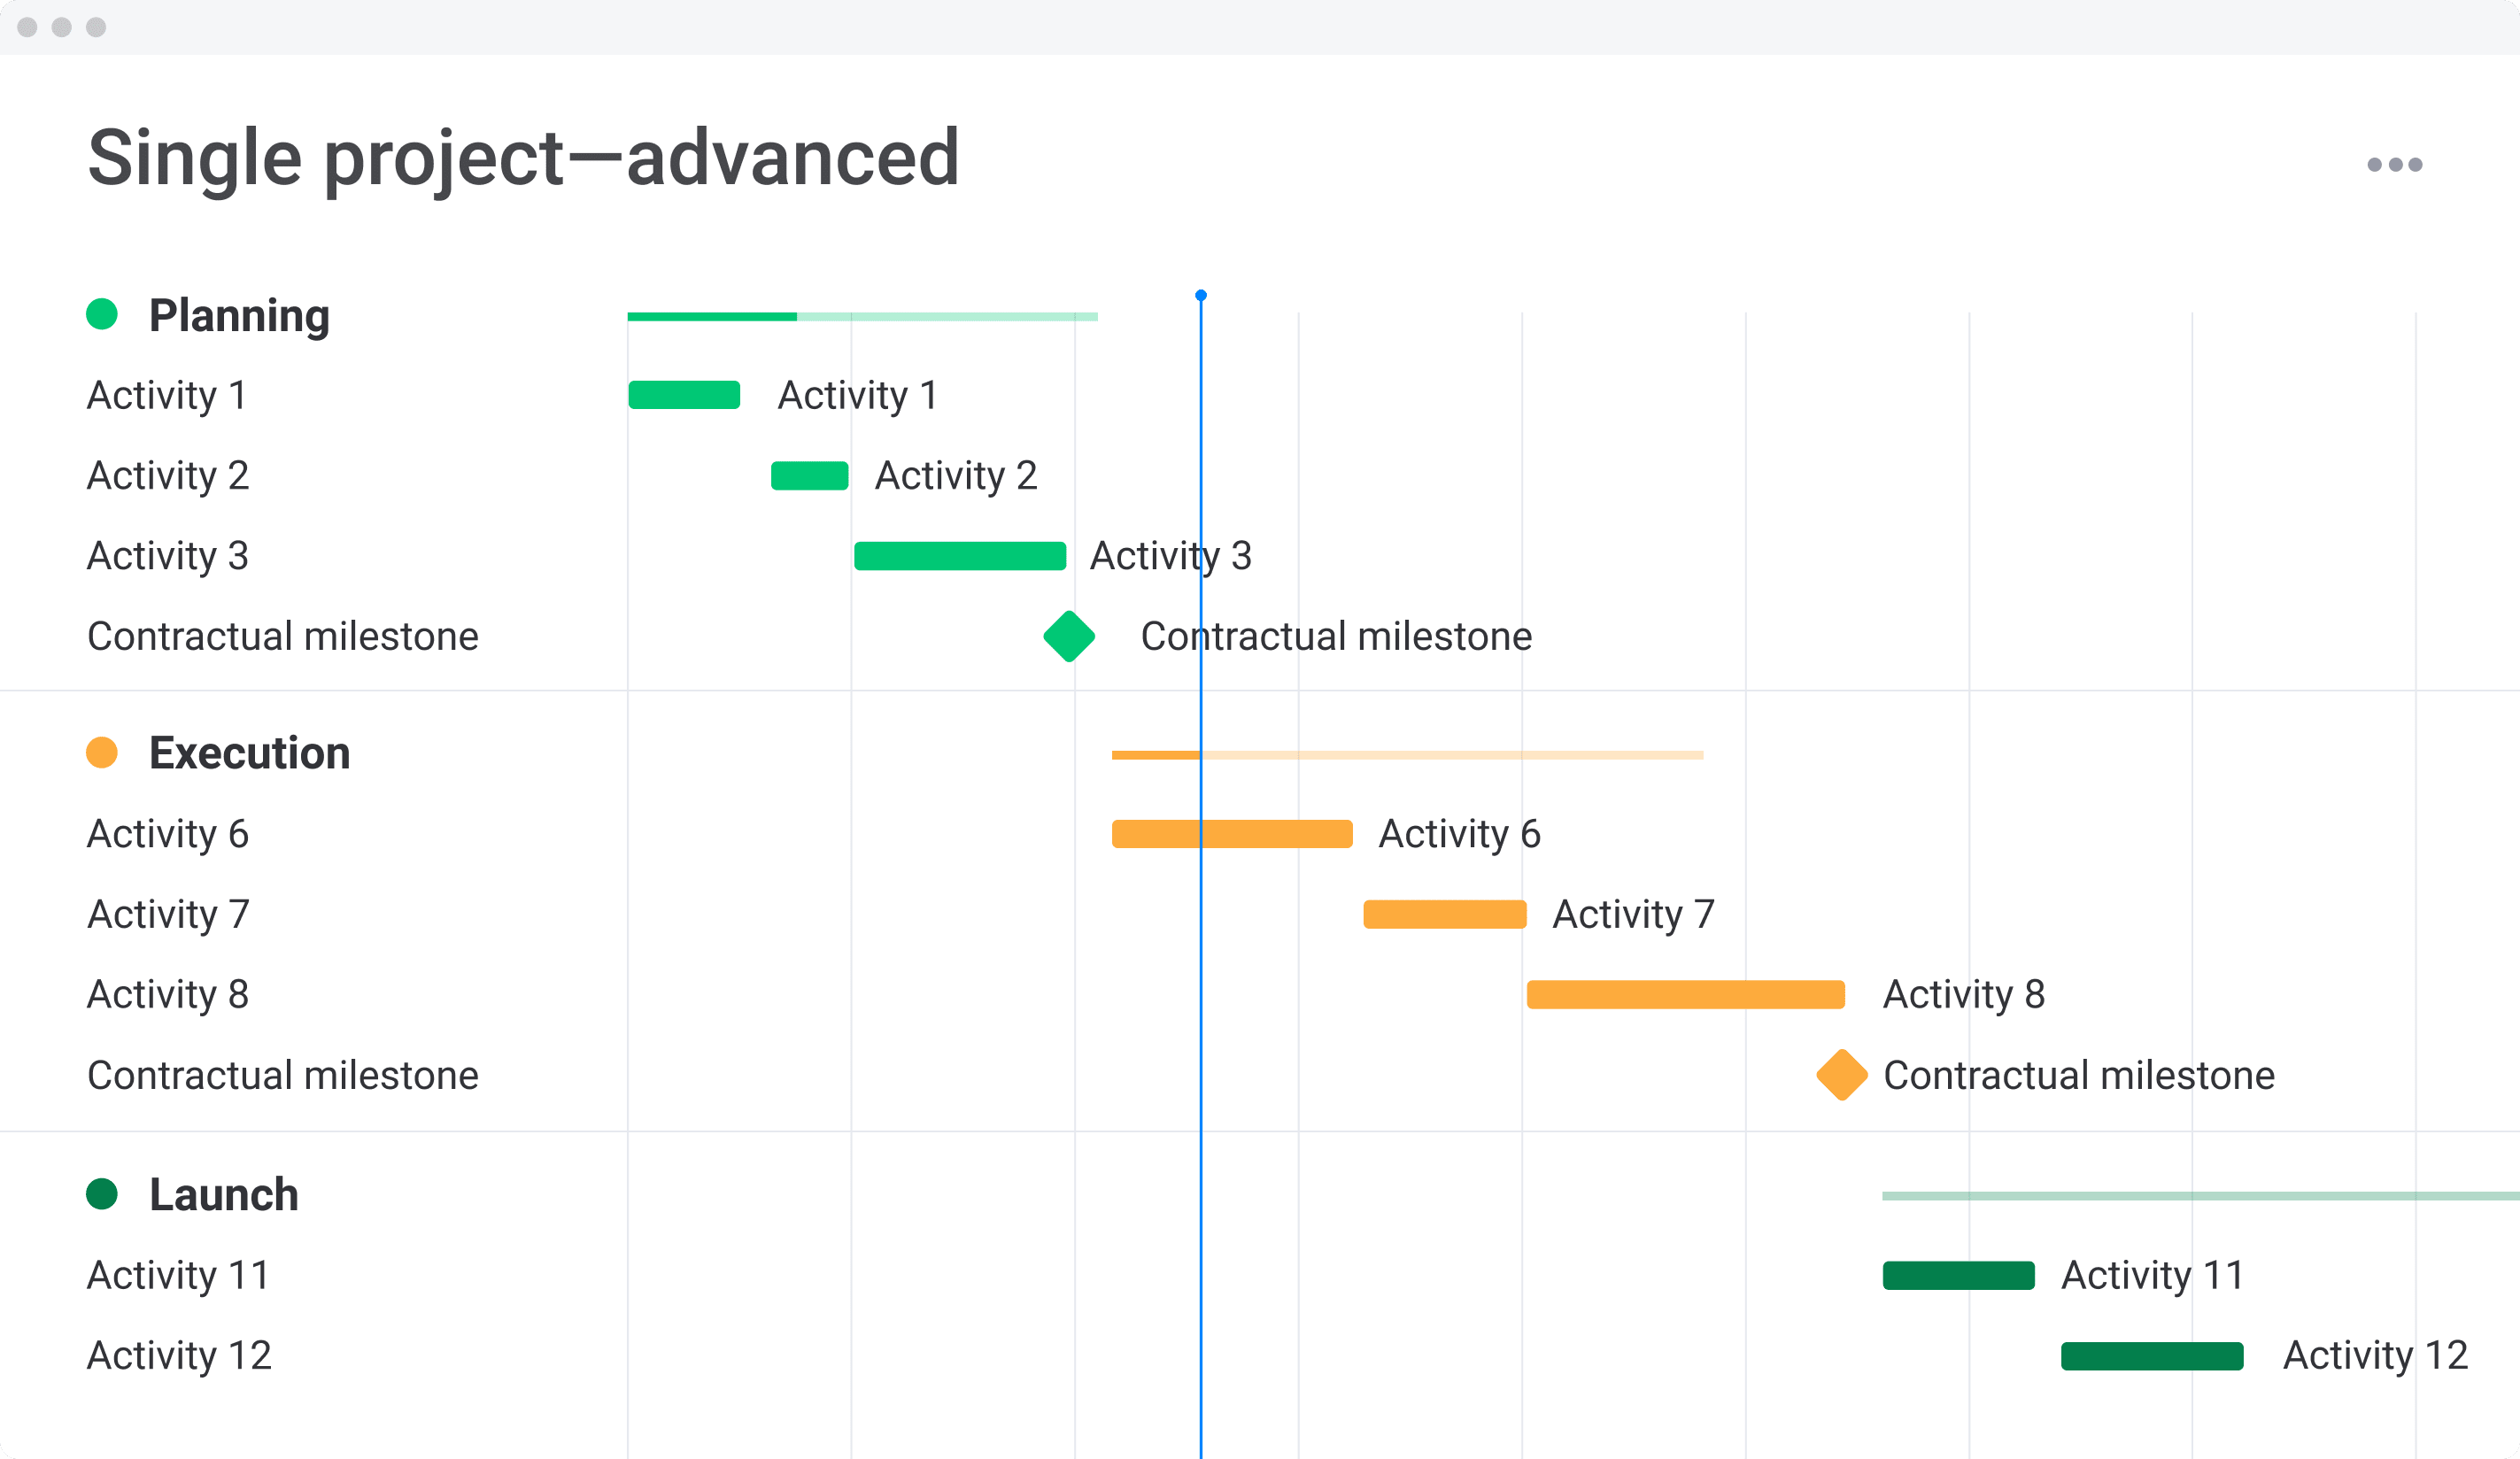 Single project—advanced
Planning
Activity 1 Activity 1
Activity 2 Activity 2
Activity 3 Activity 3
Contractual milestone Contractual milestone
Execution
Activity 6 Activity 6
Activity 7 Activity 7
Activity 8 Activity 8
Contractual milestone Contractual milestone
Launch
Activity 11 Activity 11
Activity 12 Activity 12